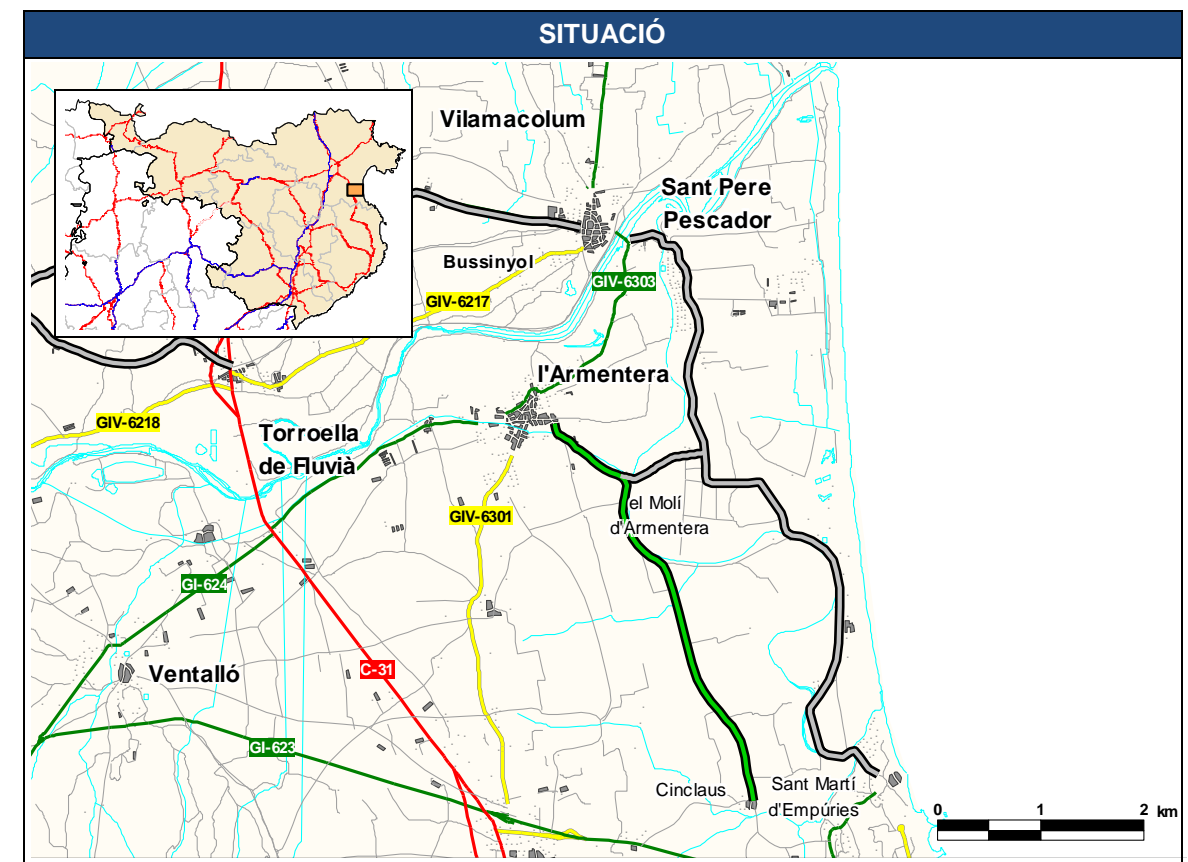 SITUACIÓ
Vilamacolum
Sant Pere
Pescador
Bussinyol
GIV-6303
GIV-6217
l'Armentera
GIV-6218
Torroella
de Fluvià
GIV-6301
el Molí
d'Armentera
GI-624
C-31
Ventalló
GI-623
Cinclaus
Sant Martí
d'Empúries
0 1 2 km